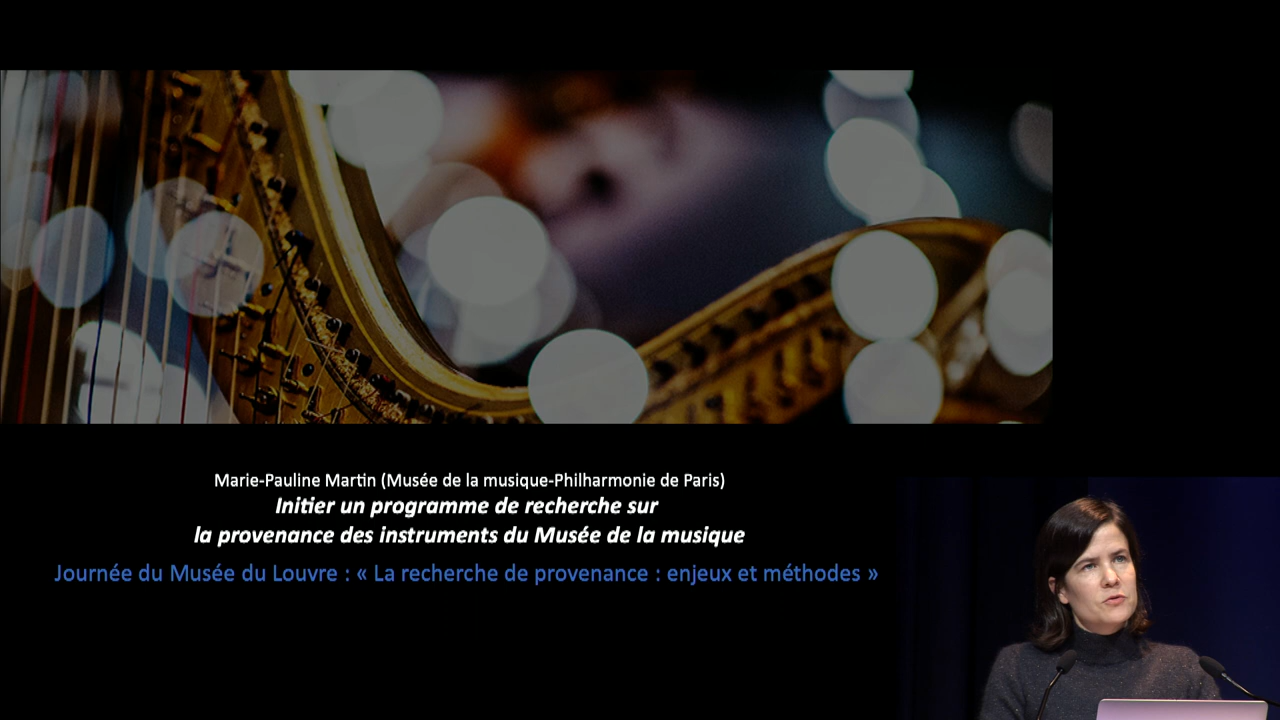 Marie-Pauline Martin (Musée de la musique-Philharmonie de Paris)
Initier un programme de recherche sur
la provenance des instruments du Musée de la musique
Journée du Musée du Louvre : « La recherche de provenance : enjeux et méthodes »